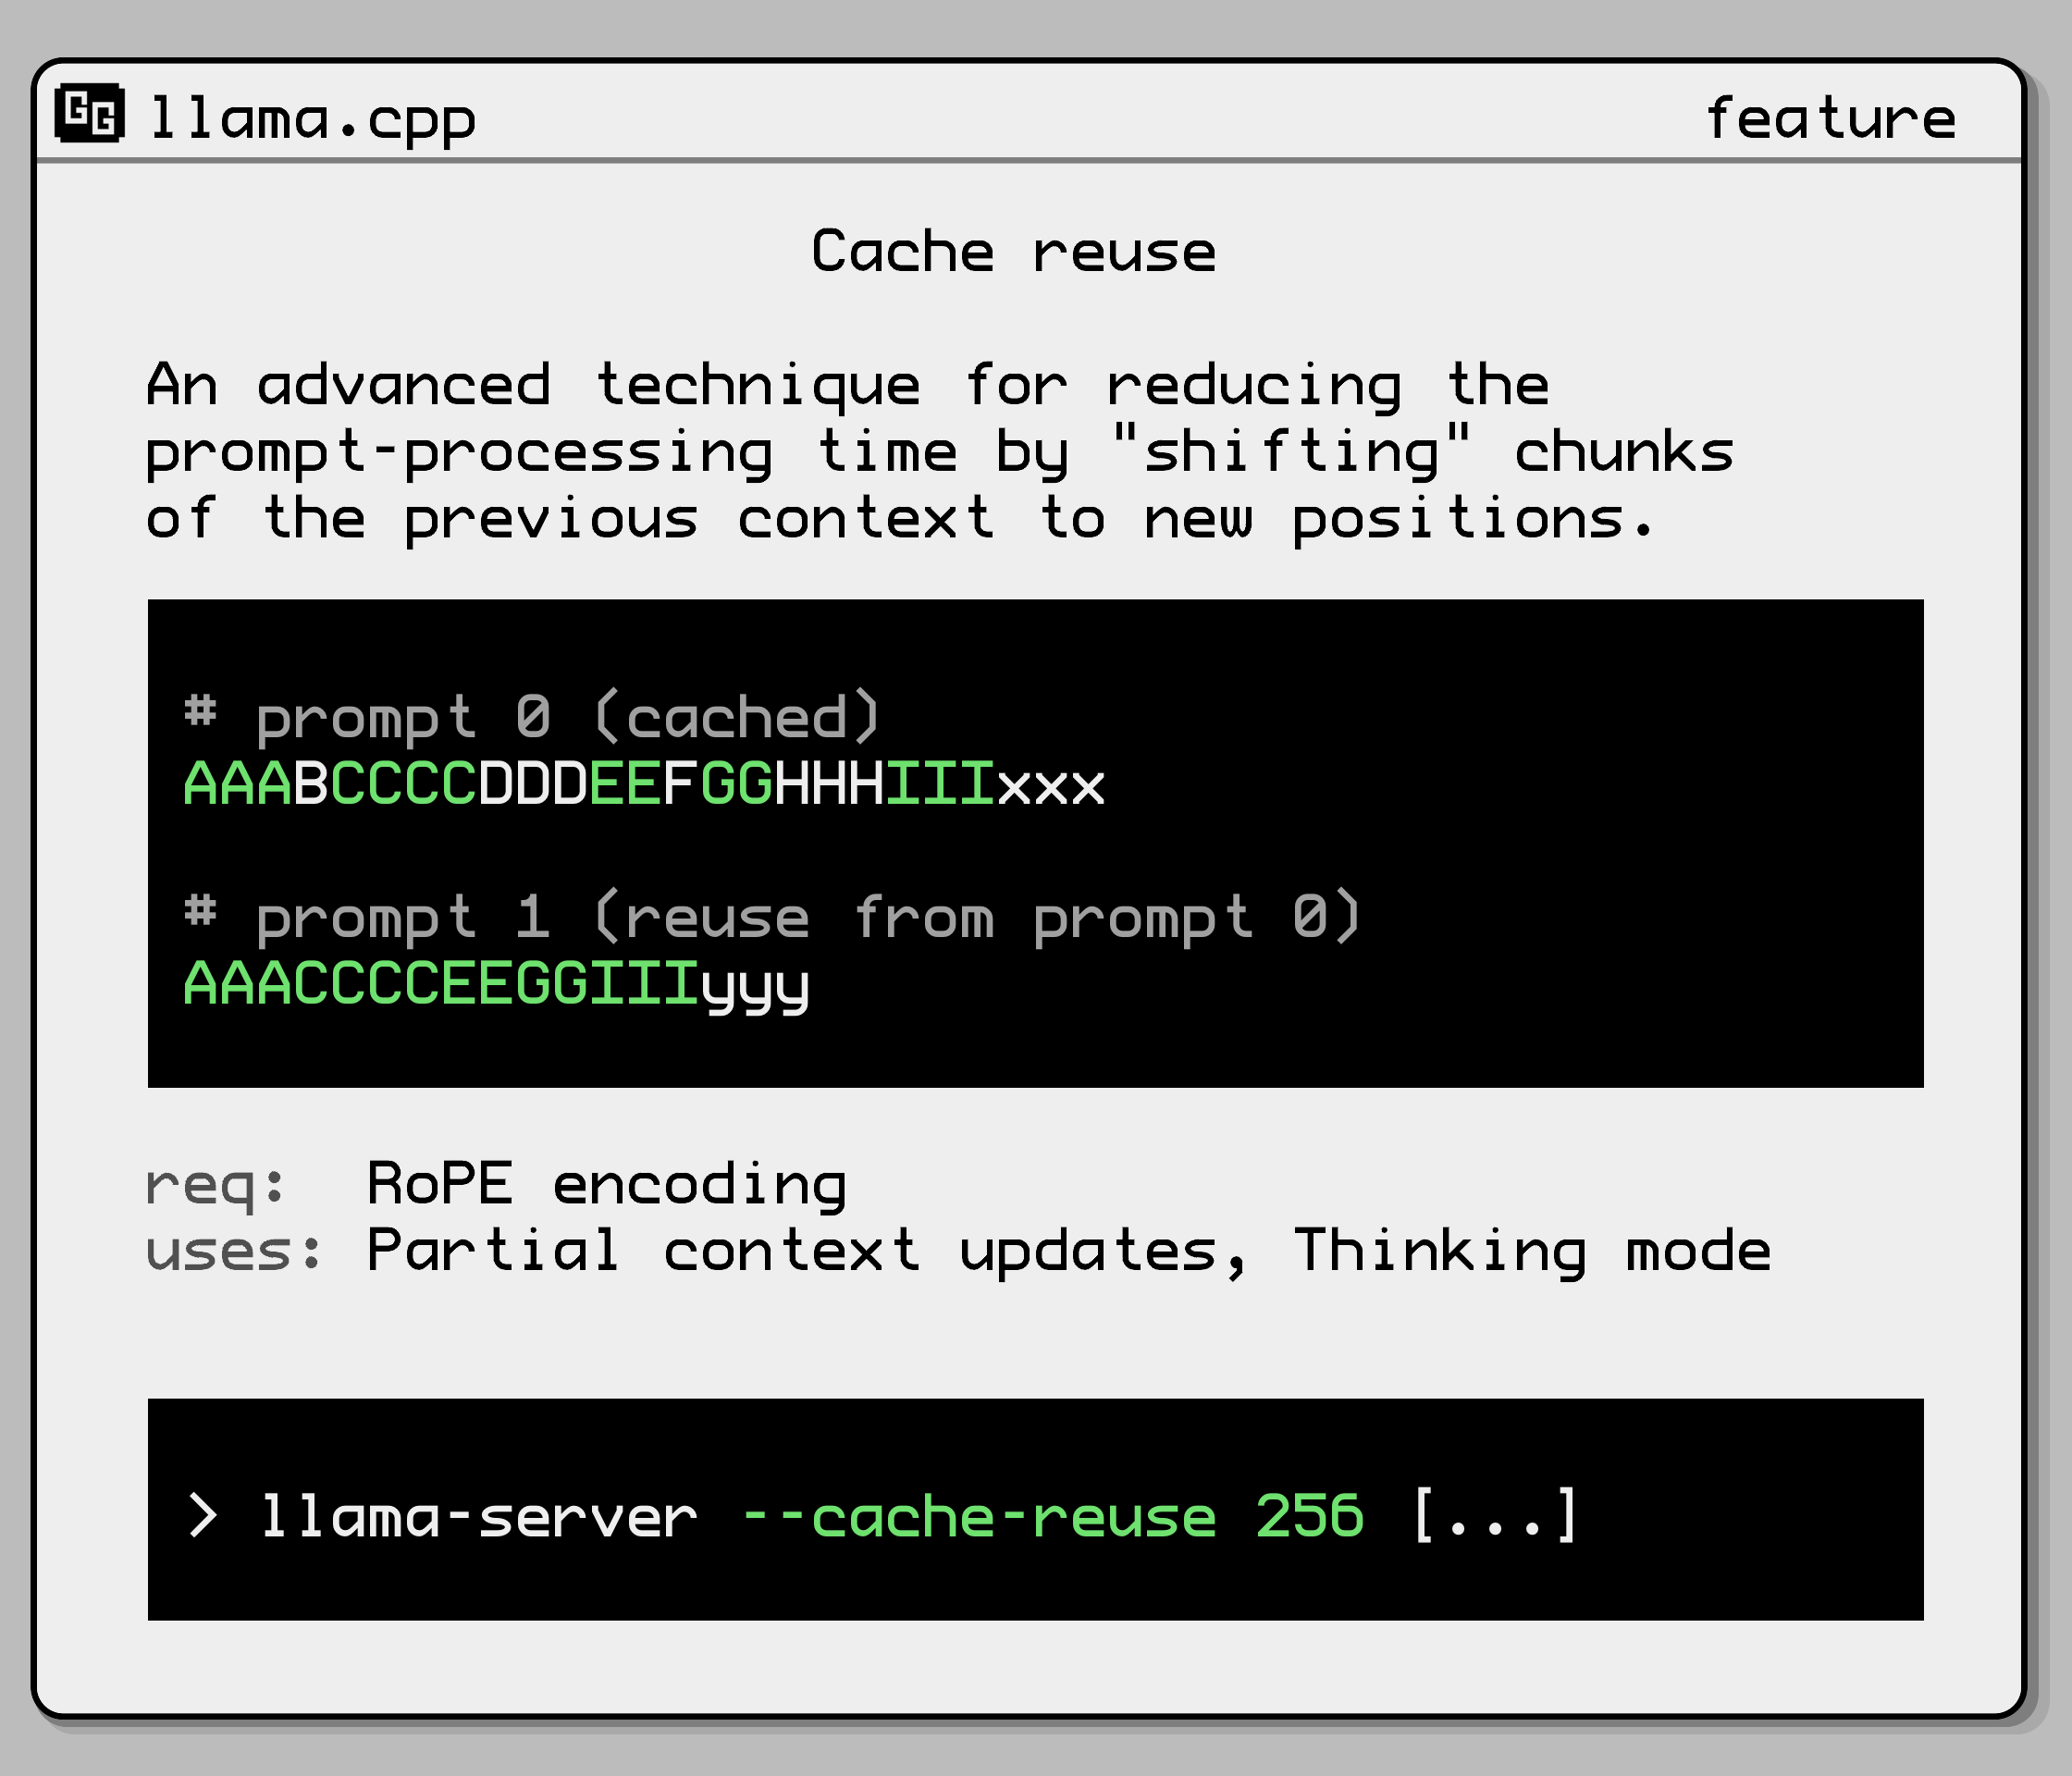 GG llama.cpp feature
Cache reuse
An advanced technique for reducing the
prompt-processing time by "shifting" chunks
of the previous context to new positions.
# prompt 0 (cached)
AAABCCCCDDDEEFGGHHHIIIxxx
# prompt 1 (reuse from prompt 0)
AAACCCCEEGGIIIyyy
req: RoPE encoding
uses: Partial context updates, Thinking mode
> llama-server --cache-reuse 256 [...]